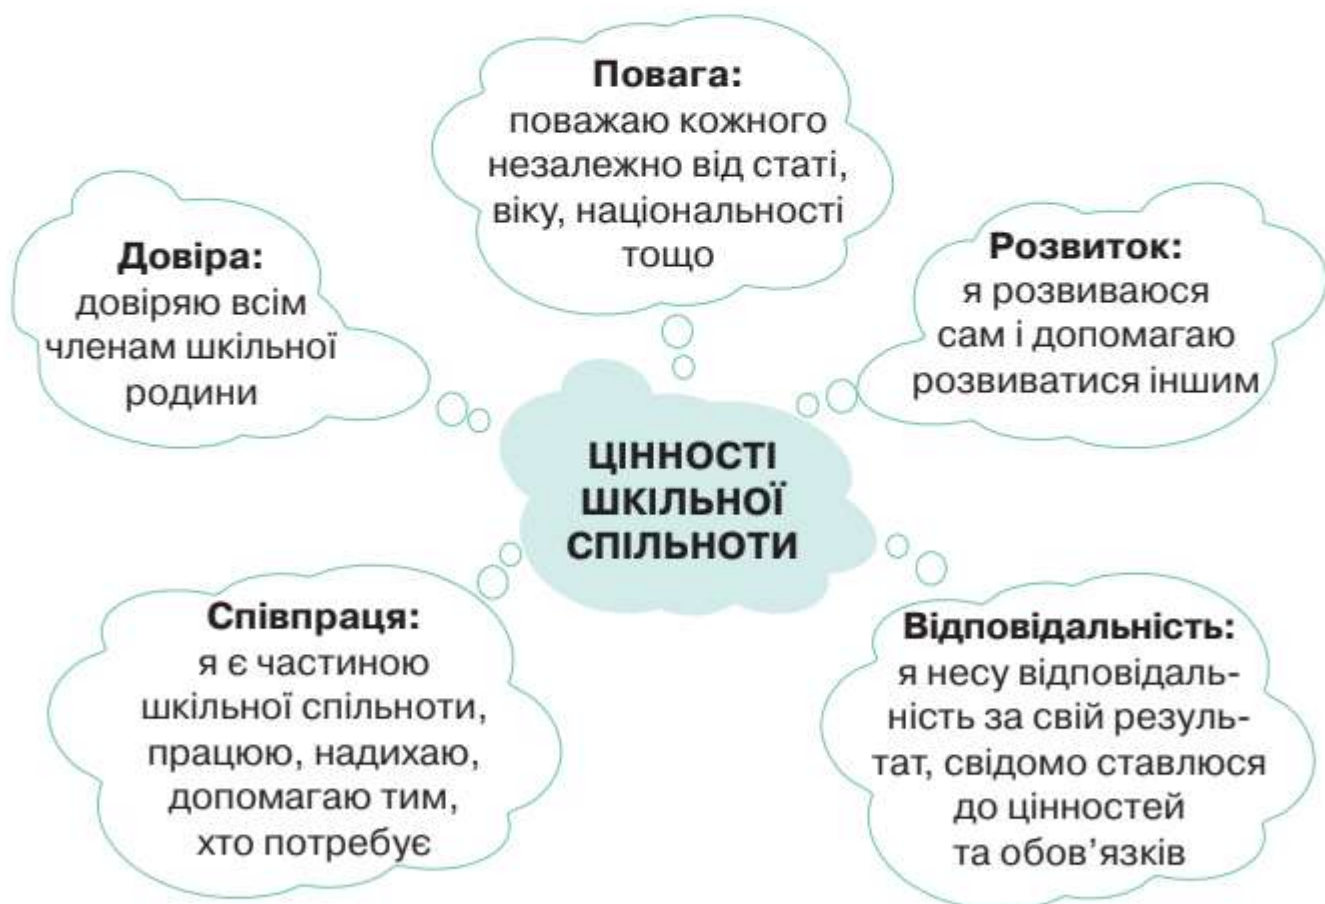 Повага:
поважаю кожного
незалежно від статі,
віку, національності
тощо
Довіра:
довіряю всім
членам шкільної
родини
Розвиток:
я розвиваюся
сам і допомагаю
розвиватися іншим
ЦІННОСТІ
ШКІЛЬНОЇ
СПІЛЬНОТИ
Співпраця:
я є частиною
шкільної спільноти,
працюю, надихаю,
допомагаю тим,
хто потребує
Відповідальність:
я несу відповідаль-
ність за свій резуль-
тат, свідомо ставлюся
до цінностей
та обов’язків